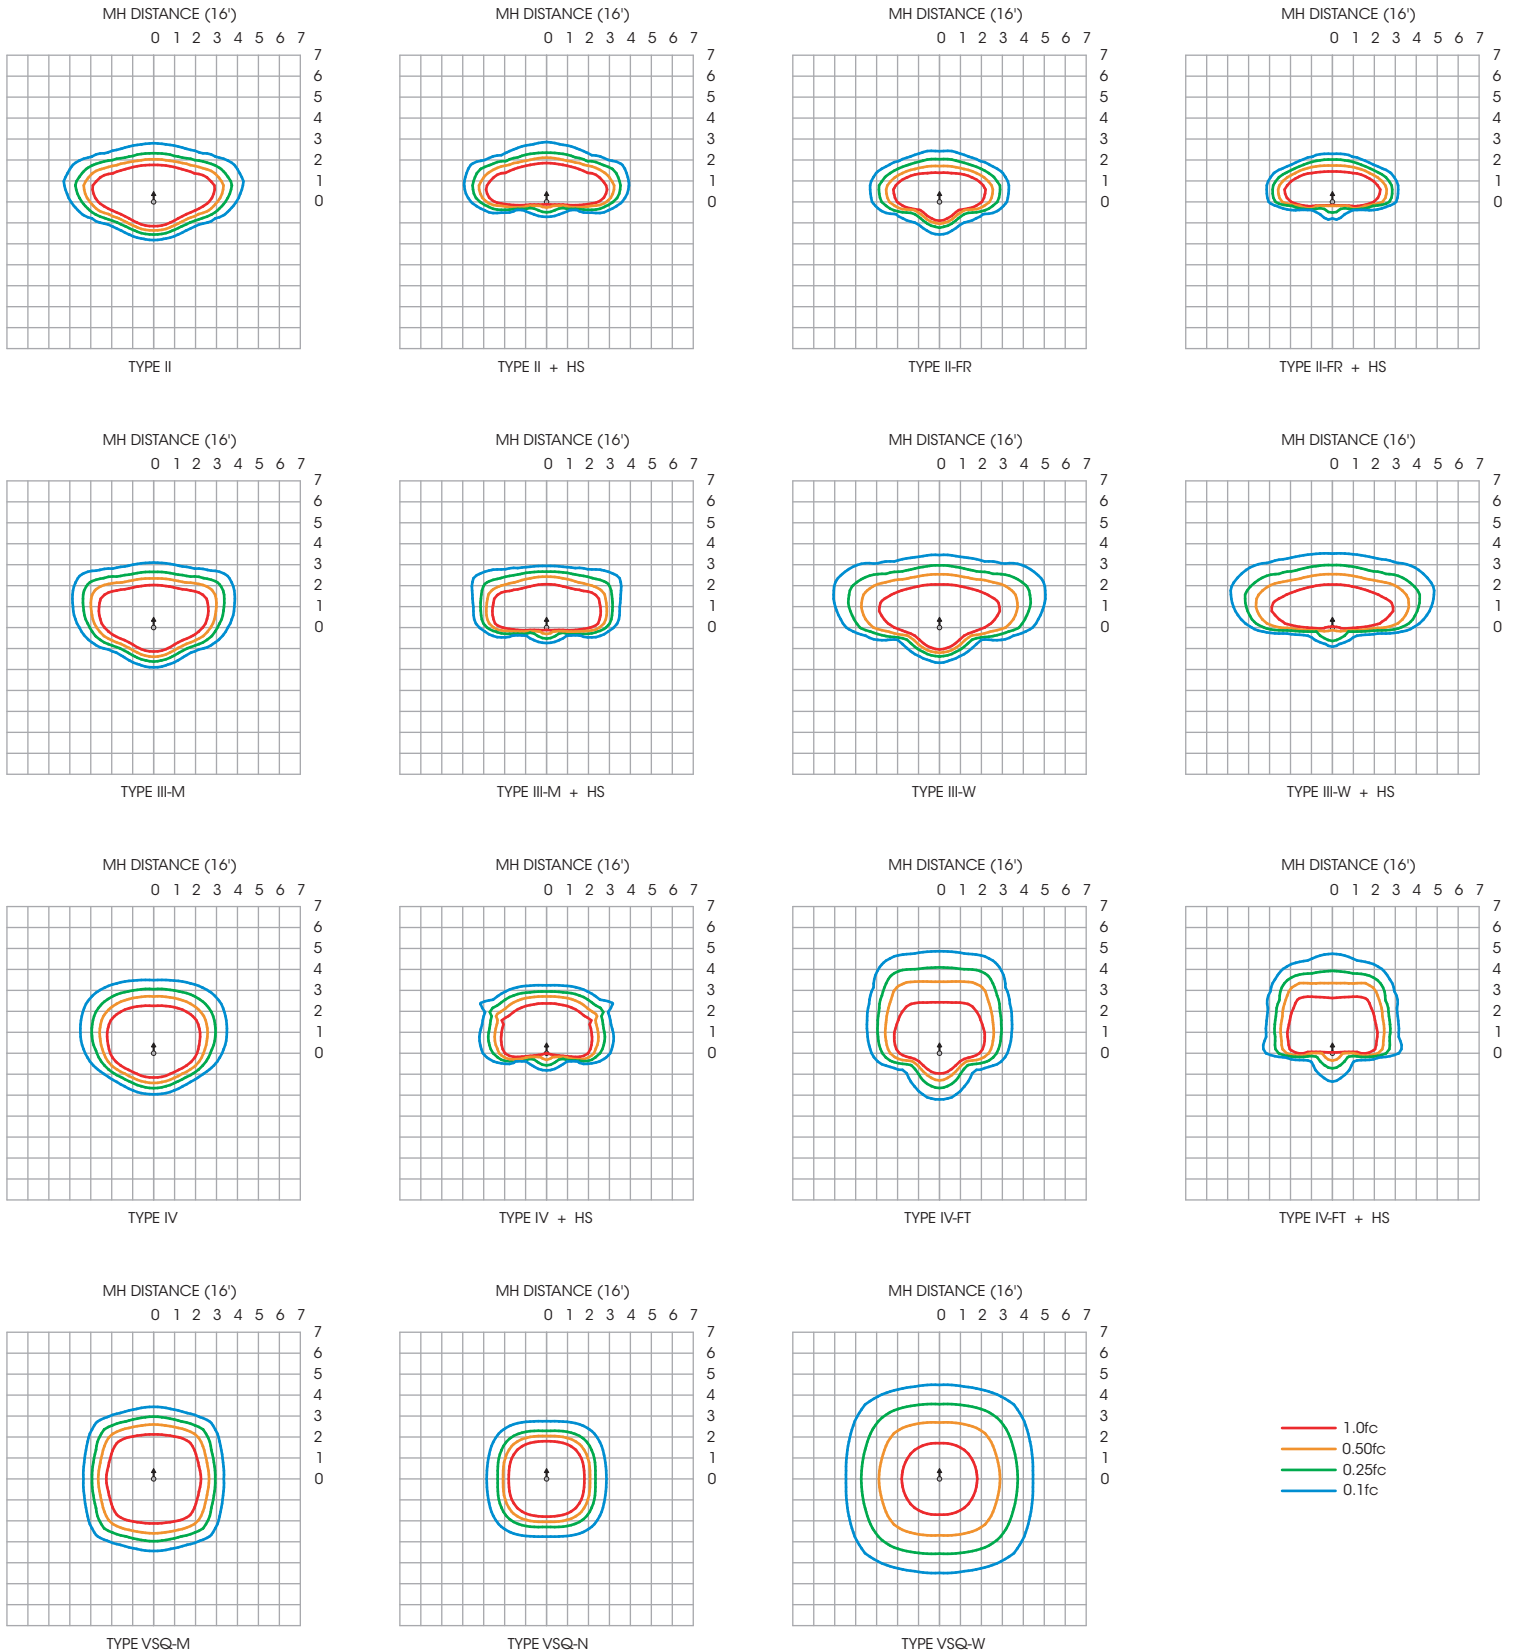 MH DISTANCE (16') MH DISTANCE (16') MH DISTANCE (16') MH DISTANCE (16')
0 1 2 3 4 5 6 7 0 1 2 3 4 5 6 7 0 1 2 3 4 5 6 7 0 1 2 3 4 5 6 7
7 7 7 7
6 6 6 6
5 5 5 5
4 4 4 4
3 3 3 3
2 2 2 2
1 1 1 1
0 0 0 0
TYPE II TYPE II + HS TYPE II-FR TYPE II-FR + HS
MH DISTANCE (16') MH DISTANCE (16') MH DISTANCE (16') MH DISTANCE (16')
0 1 2 3 4 5 6 7 0 1 2 3 4 5 6 7 0 1 2 3 4 5 6 7 0 1 2 3 4 5 6 7
7 7 7 7
6 6 6 6
5 5 5 5
4 4 4 4
3 3 3 3
2 2 2 2
1 1 1 1
0 0 0 0
TYPE III-M TYPE III-M + HS TYPE III-W TYPE III-W + HS
MH DISTANCE (16') MH DISTANCE (16') MH DISTANCE (16') MH DISTANCE (16')
0 1 2 3 4 5 6 7 0 1 2 3 4 5 6 7 0 1 2 3 4 5 6 7 0 1 2 3 4 5 6 7
7 7 7 7
6 6 6 6
5 5 5 5
4 4 4 4
3 3 3 3
2 2 2 2
1 1 1 1
0 0 0 0
TYPE IV TYPE IV + HS TYPE IV-FT TYPE IV-FT + HS
MH DISTANCE (16') MH DISTANCE (16') MH DISTANCE (16')
0 1 2 3 4 5 6 7 0 1 2 3 4 5 6 7 0 1 2 3 4 5 6 7
7 7 7
6 6 6
5 5 5
4 4 4
3 3 3
2 2 2
1 1 1
0 0 0
TYPE VSQ-M TYPE VSQ-N TYPE VSQ-W
1.0fc
0.50fc
0.25fc
0.1fc